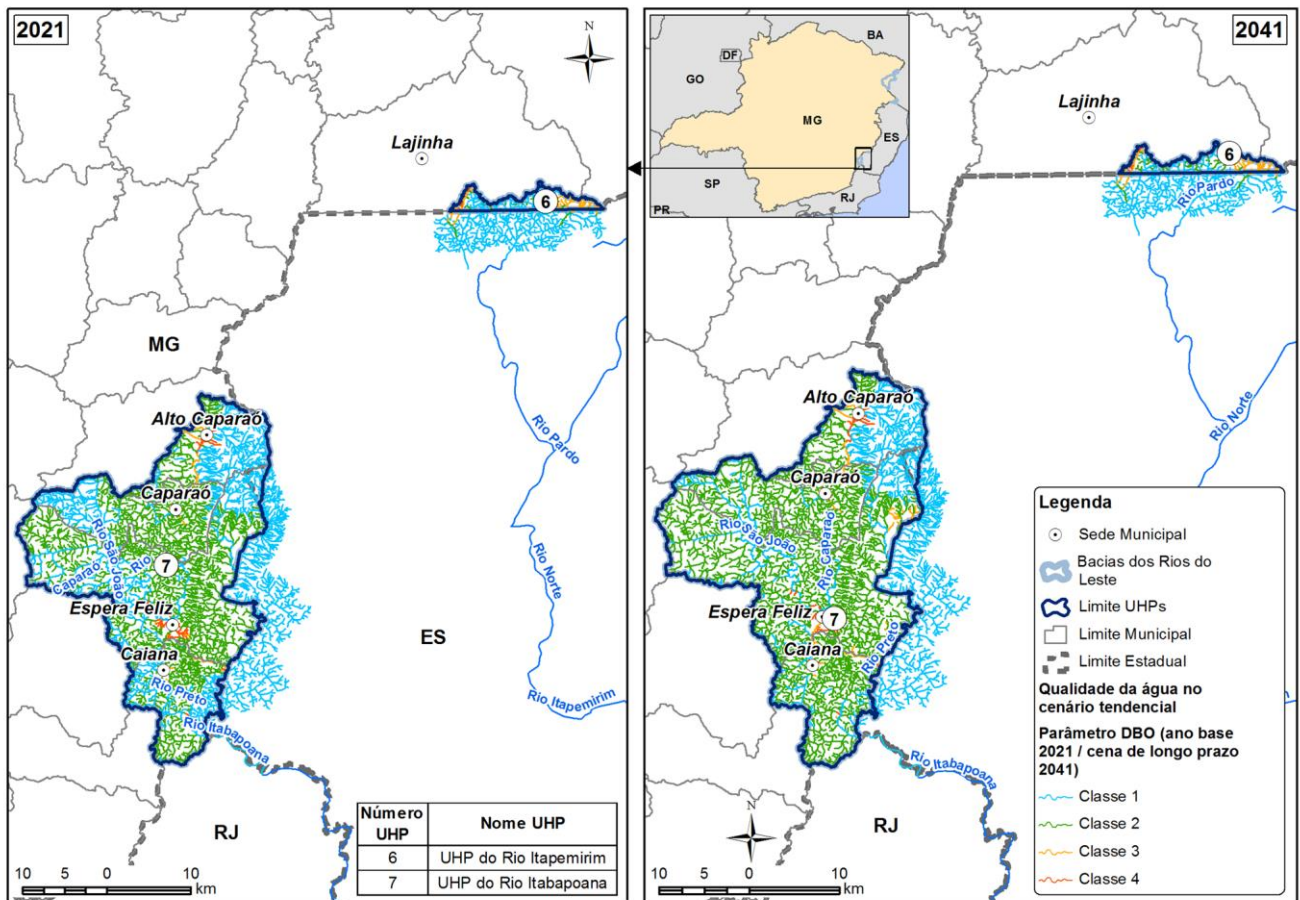 2021
N
Lajinha
6
MG
Alto Caparaó
Caparaó
Rio São João
Rio
Caparaó
7
Espera Feliz
Caiana
Rio Preto
Rio Itabapoana
Rio Pardo
Rio Norte
ES
Rio Itapemirim
RJ
Número UHP
Nome UHP
6
UHP do Rio Itapemirim
7
UHP do Rio Itabapoana
10 5 0 10
km
BA
DF
GO
MG
ES
SP
RJ
PR
2041
Lajinha
6
Rio Pardo
Rio Norte
Alto Caparaó
Caparaó
Rio São João
Rio Caparaó
Espera Feliz
7
Caiana
Rio Preto
Rio Itabapoana
N
RJ
10 5 0 10
km
Legenda
Sede Municipal
Bacias dos Rios do
Leste
Limite UHPs
Limite Municipal
Limite Estadual
Qualidade da água no
cenário tendencial
Parâmetro DBO (ano base
2021 / cena de longo prazo
2041)
Classe 1
Classe 2
Classe 3
Classe 4